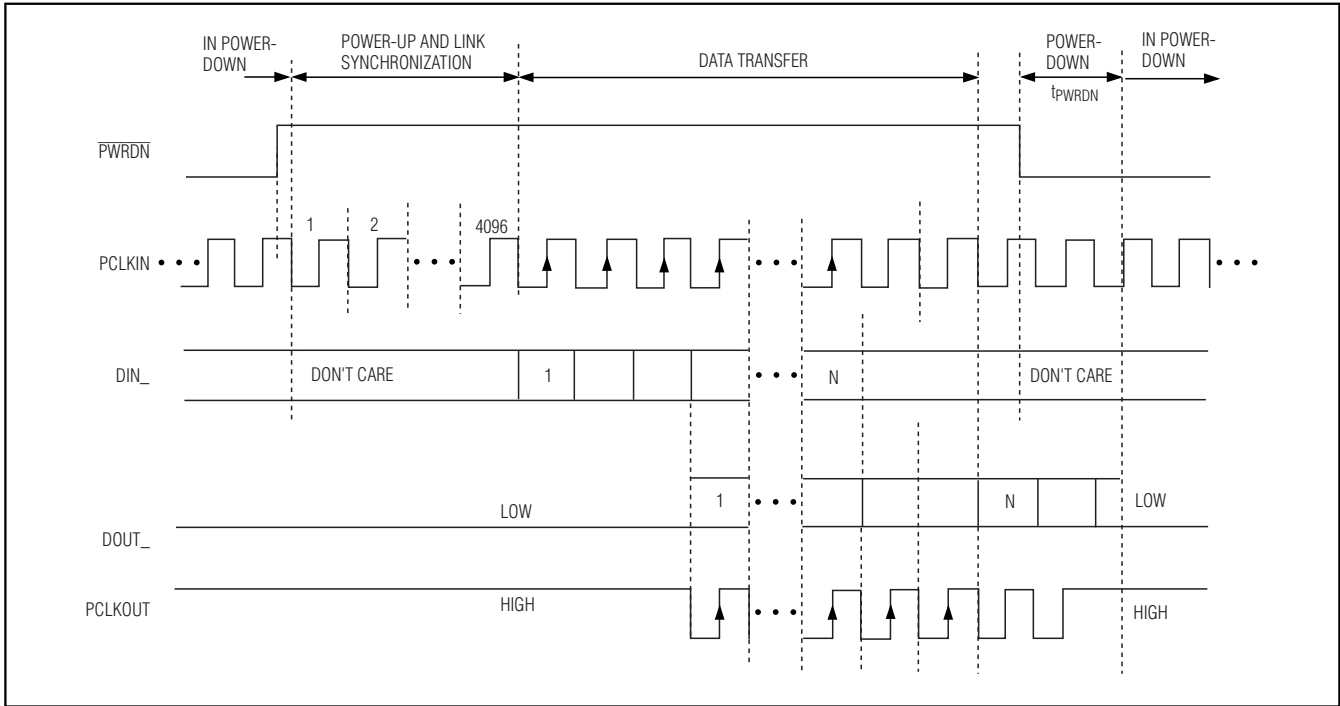 IN POWER-
DOWN
POWER-UP AND LINK
SYNCHRONIZATION
DATA TRANSFER
POWER-
DOWN
tPWRDN
IN POWER-
DOWN
PWRDN
1
2
4096
PCLKIN
DIN_
DON'T CARE
1
N
DON'T CARE
DOUT_
LOW
1
N
LOW
PCLKOUT
HIGH
HIGH